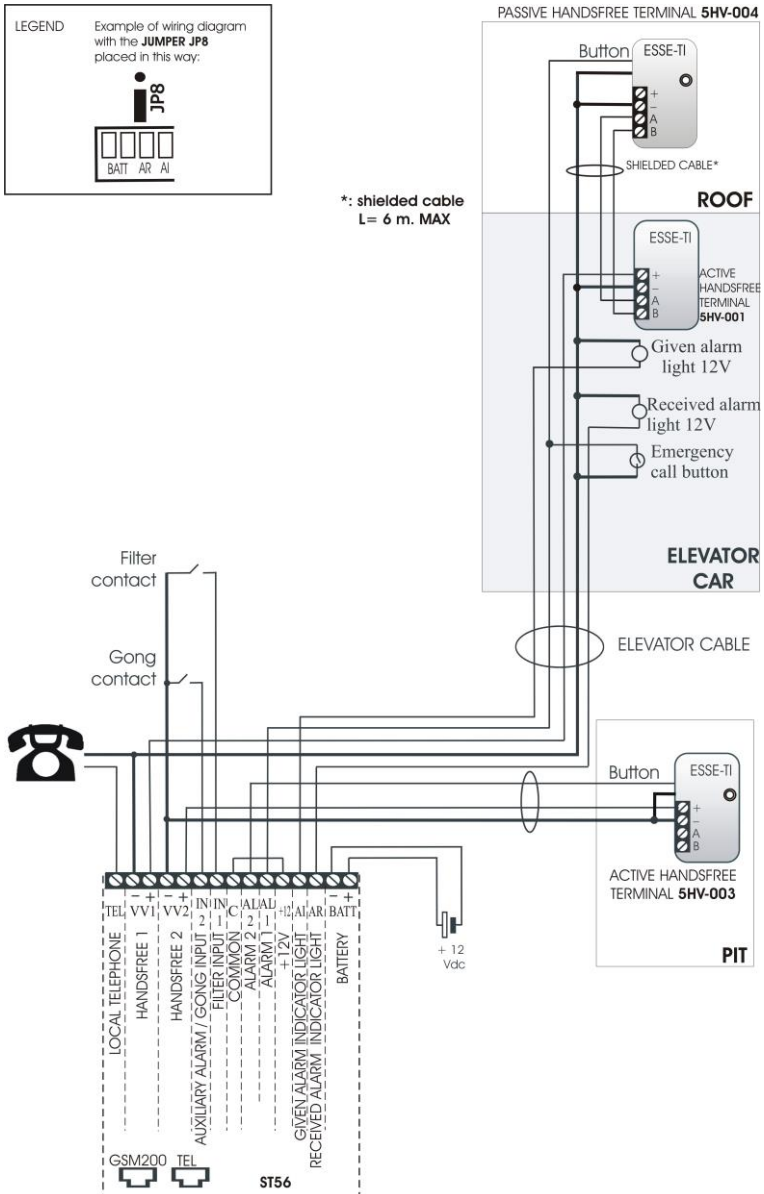 LEGEND
Example of wiring diagram
with the JUMPER JP8
placed in this way:
JP8
BATT AR AI
PASSIVE HANDSFREE TERMINAL 5HV-004
Button
ESSE-TI
+
−
A
B
SHIELDED CABLE*
*: shielded cable
L= 6 m. MAX
ROOF
ESSE-TI
+
−
A
B
ACTIVE
HANDSFREE
TERMINAL
5HV-001
Given alarm
light 12V
Received alarm
light 12V
Emergency
call button
ELEVATOR
CAR
Filter
contact
Gong
contact
ELEVATOR CABLE
Button
ESSE-TI
+
−
A
B
ACTIVE HANDSFREE
TERMINAL 5HV-003
PIT
− + − +
− +
TEL VV1 VV2 IN 2 IN 1 C AL 2 AL 1 +12 AI AR BATT
LOCAL TELEPHONE
HANDSFREE 1
HANDSFREE 2
AUXILIARY ALARM / GONG INPUT
FILTER INPUT
COMMON
ALARM 2
ALARM 1
+12V
GIVEN ALARM INDICATOR LIGHT
RECEIVED ALARM INDICATOR LIGHT
BATTERY
+ 12
Vdc
GSM200 TEL
ST56